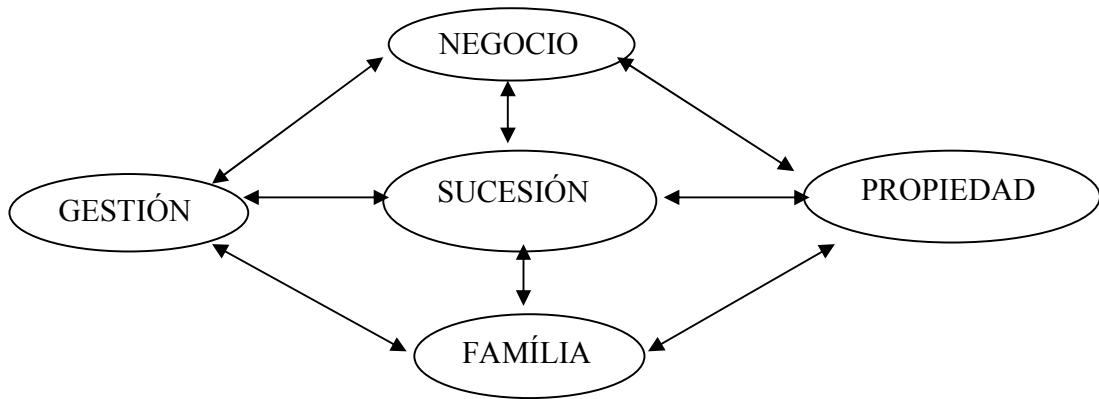 NEGOCIO
SUCESIÓN
GESTIÓN
PROPIEDAD
FAMÍLIA